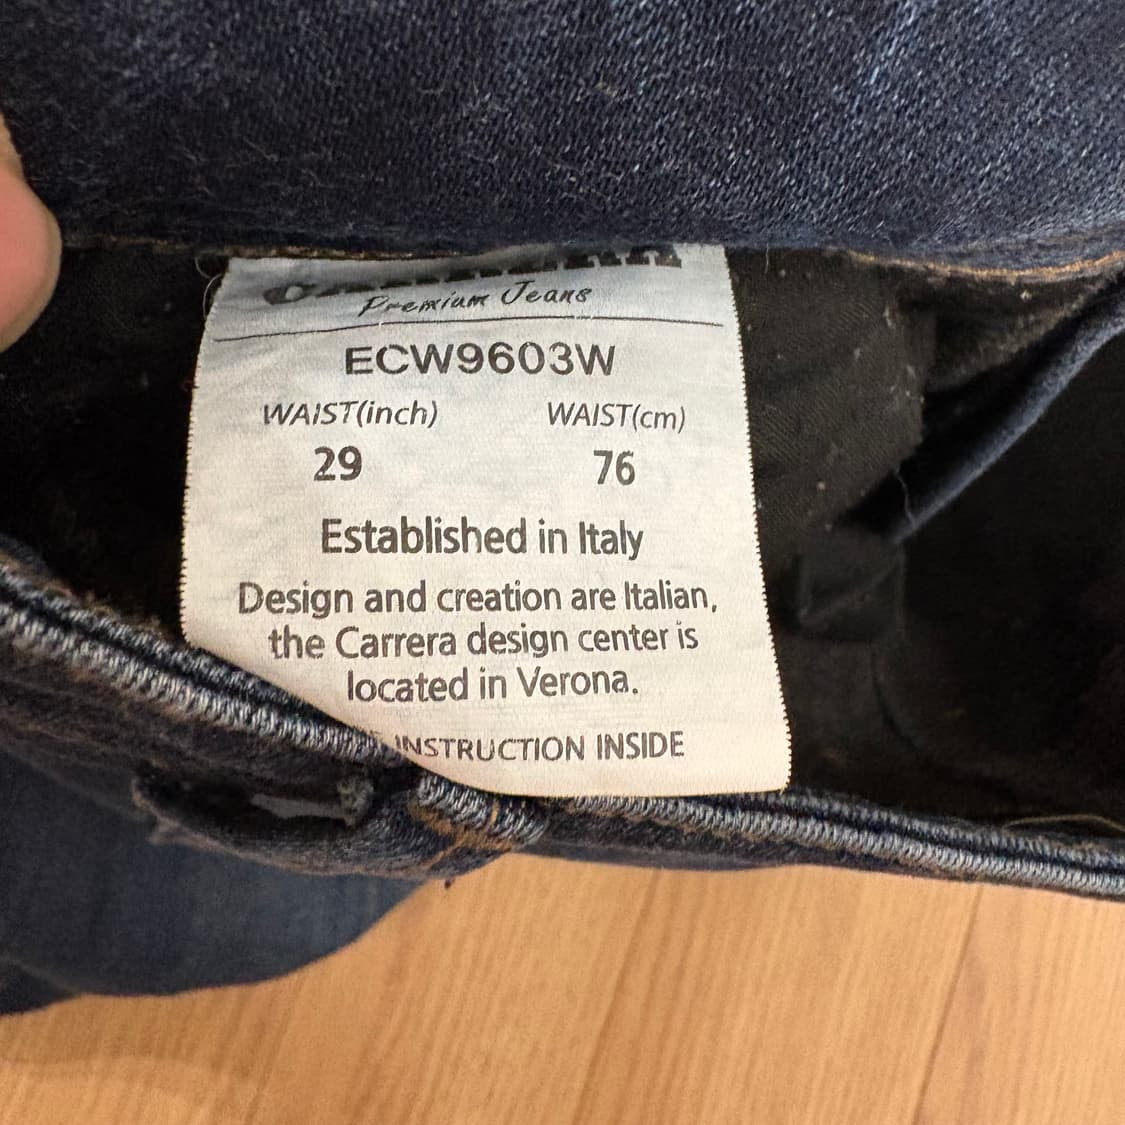 Premium Jeans
ECW9603W
WAIST(inch) WAIST(cm)
29 76
Established in Italy
Design and creation are Italian,
the Carrera design center is
located in Verona.
INSTRUCTION INSIDE